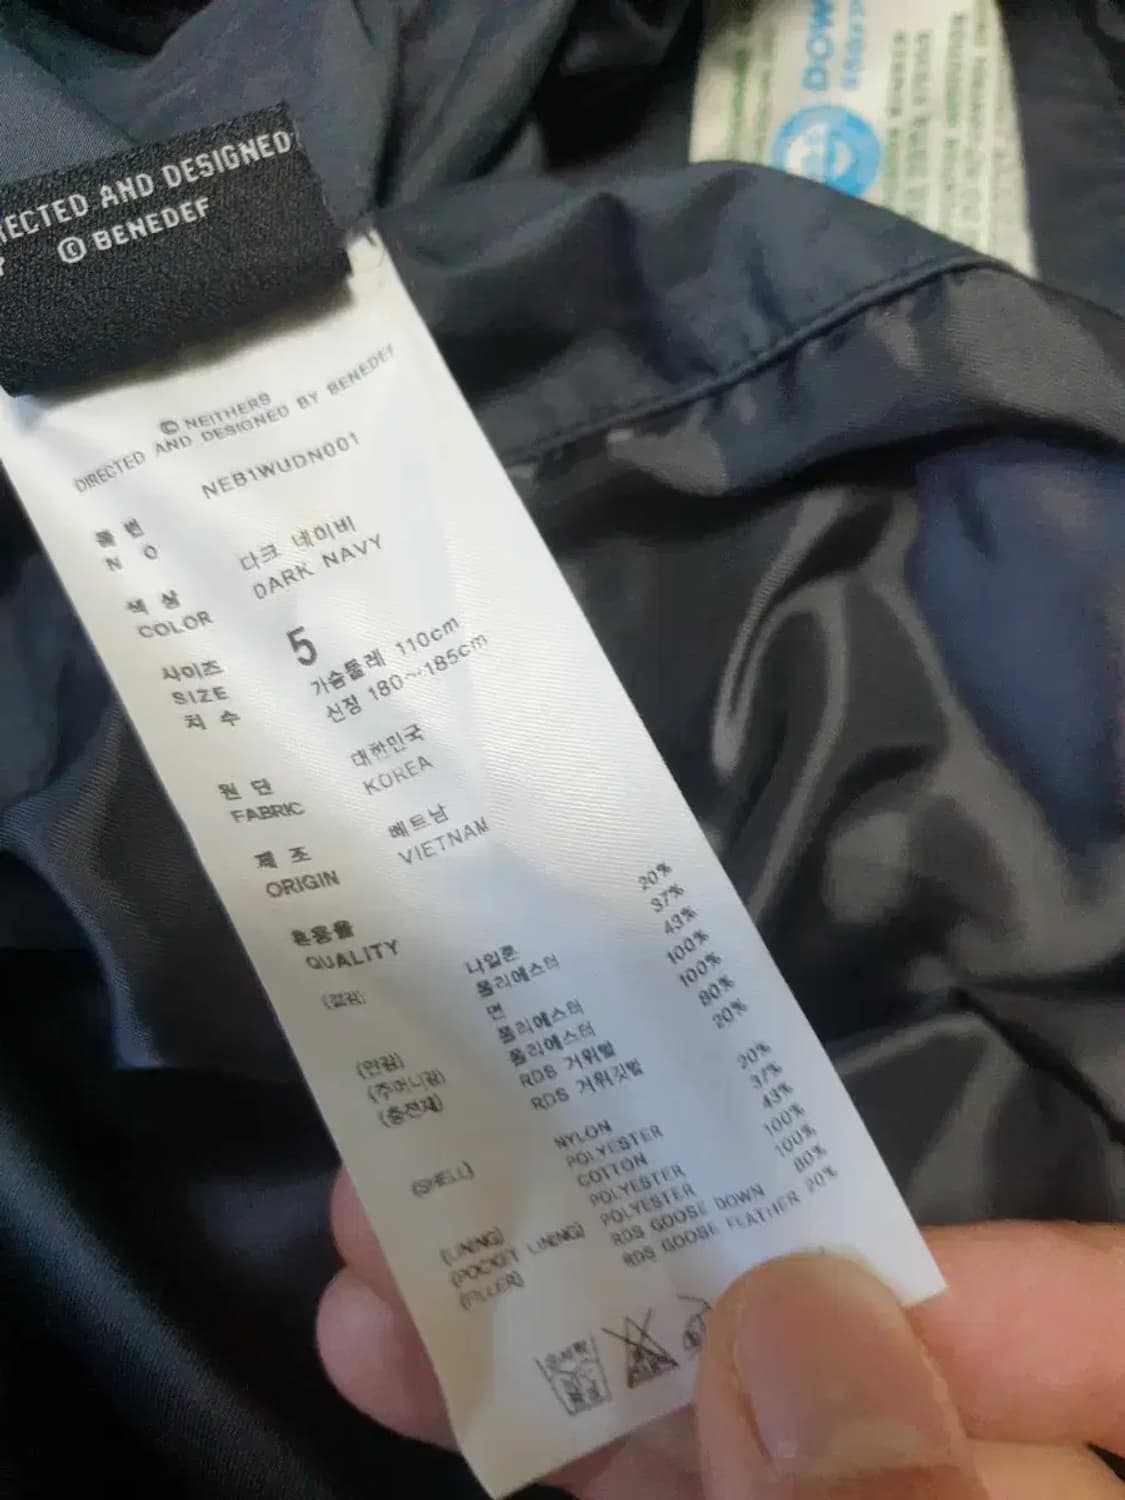 RECTED AND DESIGNED
© BENEDEF
DOWN
© NEITHERS
DIRECTED AND DESIGNED BY BENEDEF
품번 NEB1WUDN001
N O
색상 다크 네이비
COLOR DARK NAVY
사이즈 5
SIZE 가슴둘레 110cm
치수 신장 180~185cm
원단 대한민국
FABRIC KOREA
제조 베트남
ORIGIN VIETNAM
혼용율
QUALITY
(겉감) 나일론 20%
폴리에스터 37%
면 43%
(안감) 폴리에스터 100%
(주머니감) 폴리에스터 100%
(충전재) RDS 거위털 80%
RDS 거위깃털 20%
(SHELL) NYLON 20%
POLYESTER 37%
COTTON 43%
(LINING) POLYESTER 100%
(POCKET LINING) POLYESTER 100%
(FILLER) RDS GOOSE DOWN 80%
RDS GOOSE FEATHER 20%